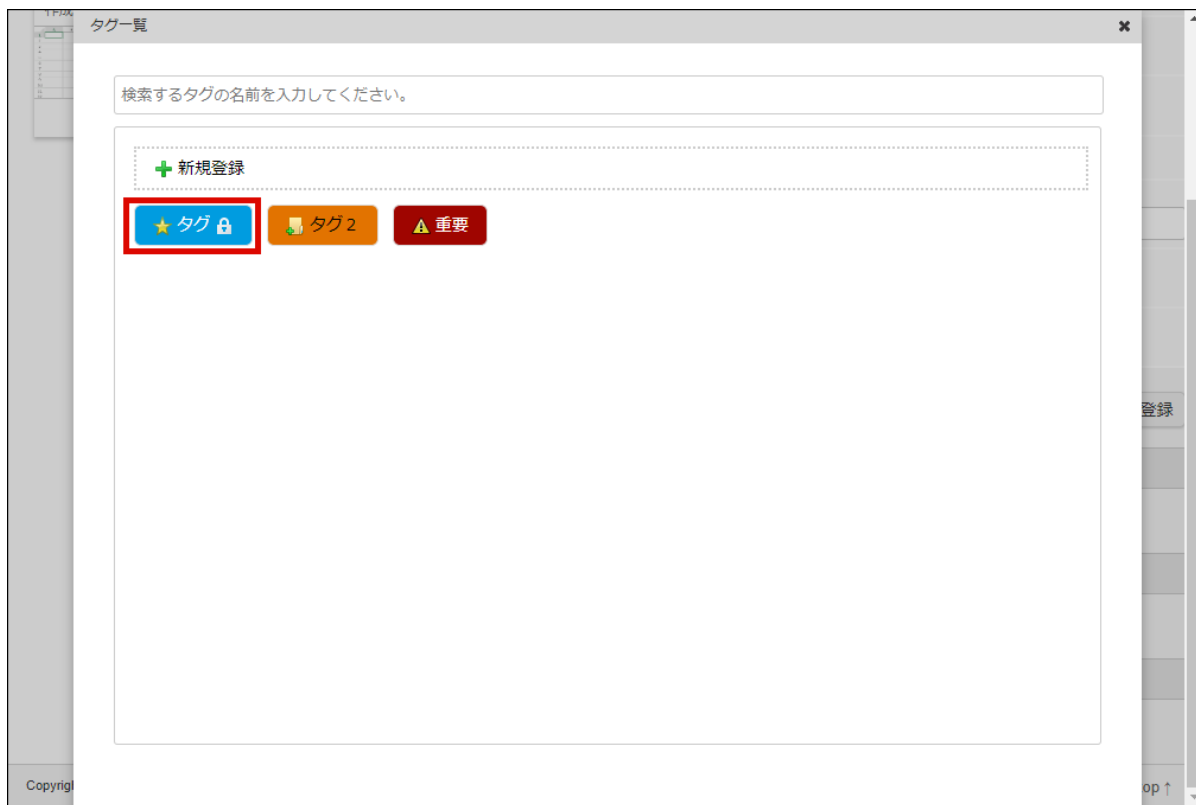 タグ一覧
検索するタグの名前を入力してください。
新規登録
タグ タグ2 重要
登録
Copyrigl
op ↑